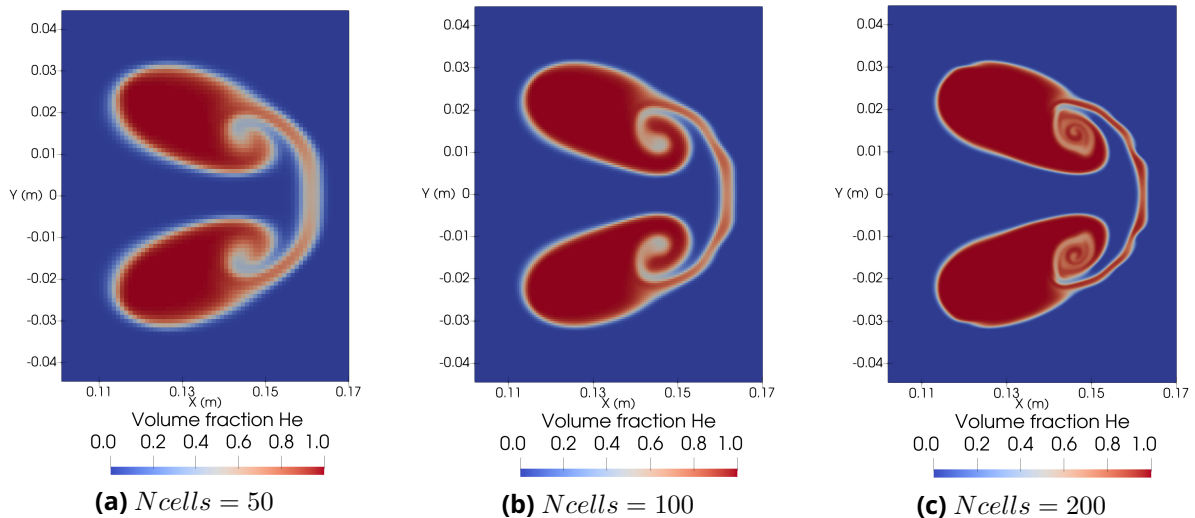 0.04
0.03
0.02
0.01
Y (m) 0
-0.01
-0.02
-0.03
-0.04
0.11 0.13 0.15 0.17
X (m)
Volume fraction He
0.0 0.2 0.4 0.6 0.8 1.0
(a) Ncells = 50
0.04
0.03
0.02
0.01
Y (m) 0
-0.01
-0.02
-0.03
-0.04
0.11 0.13 0.15 0.17
X (m)
Volume fraction He
0.0 0.2 0.4 0.6 0.8 1.0
(b) Ncells = 100
0.04
0.03
0.02
0.01
Y (m) 0
-0.01
-0.02
-0.03
-0.04
0.11 0.13 0.15 0.17
X (m)
Volume fraction He
0.0 0.2 0.4 0.6 0.8 1.0
(c) Ncells = 200